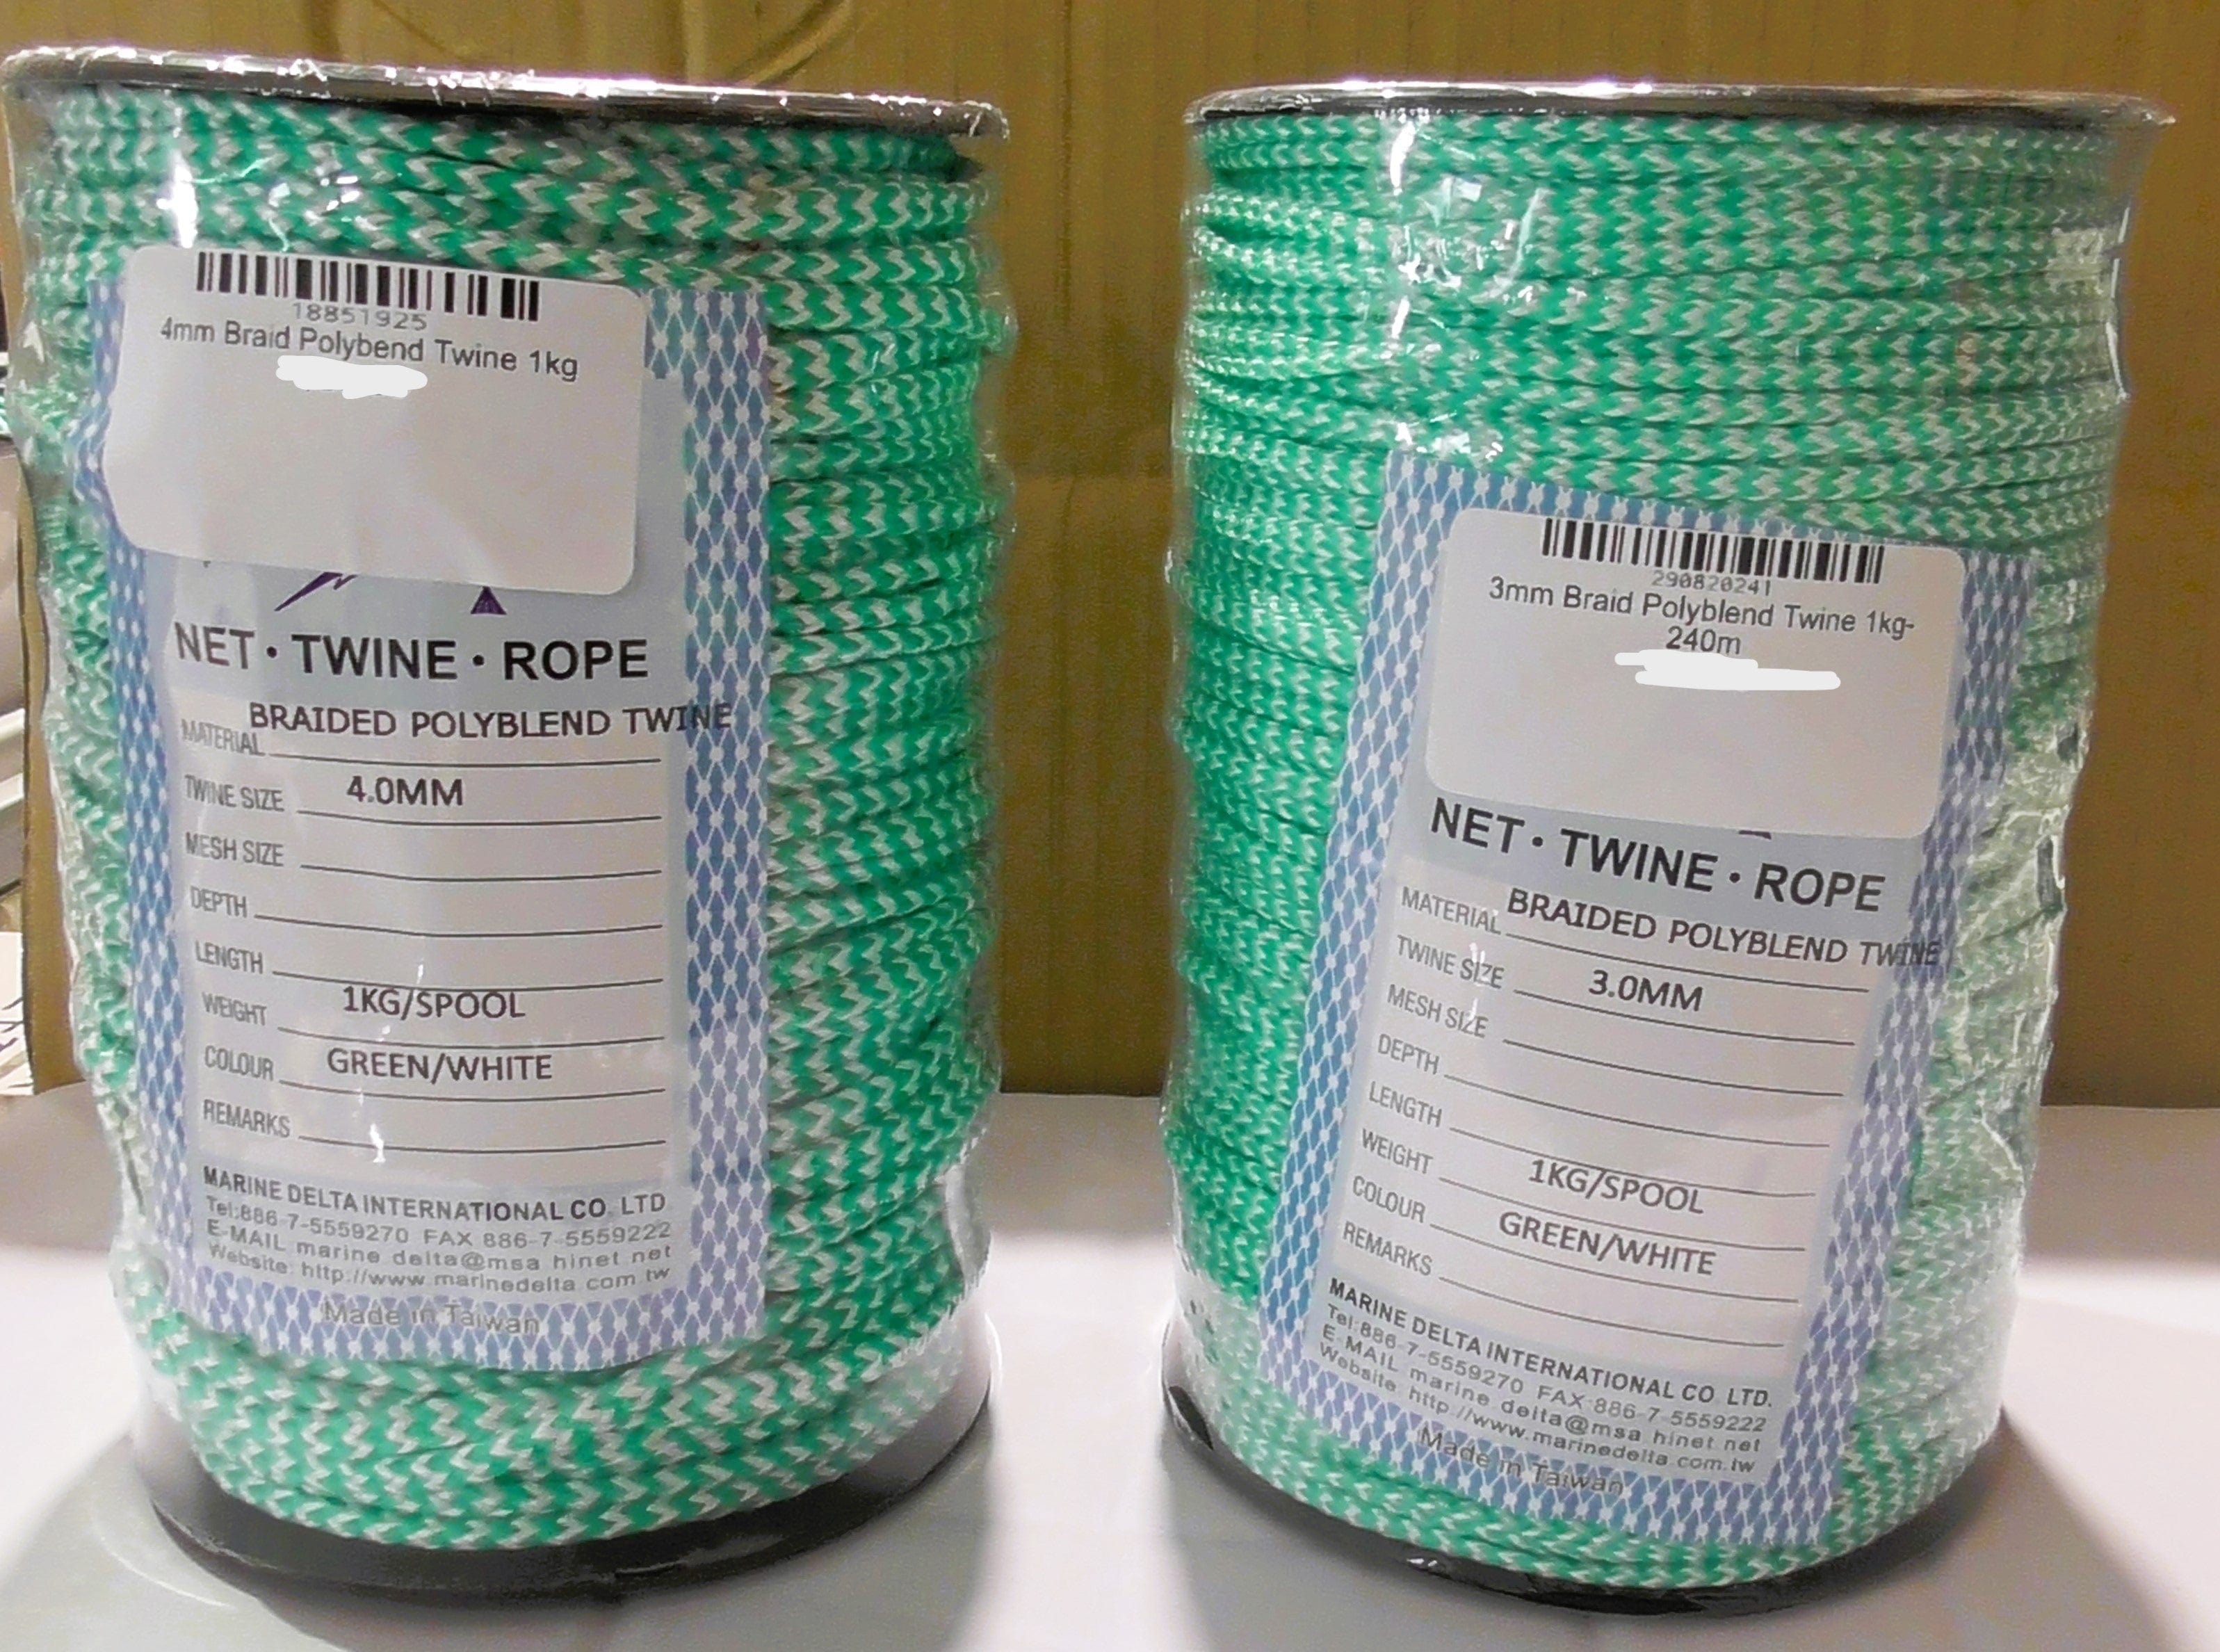 18851925
4mm Braid Polybend Twine 1kg
NET · TWINE · ROPE
MATERIAL BRAIDED POLYBLEND TWINE
TWINE SIZE 4.0MM
MESH SIZE
DEPTH
LENGTH
WEIGHT 1KG/SPOOL
COLOUR GREEN/WHITE
REMARKS
MARINE DELTA INTERNATIONAL CO. LTD
Tel:886-7-5559270 FAX 886-7-5559222
E-MAIL marine delta@msa hinet net
Website: http://www.marinedelta.com.tw
Made in Taiwan
290820241
3mm Braid Polyblend Twine 1kg-
240m
NET · TWINE · ROPE
MATERIAL BRAIDED POLYBLEND TWINE
TWINE SIZE 3.0MM
MESH SIZE
DEPTH
LENGTH
WEIGHT 1KG/SPOOL
COLOUR GREEN/WHITE
REMARKS
MARINE DELTA INTERNATIONAL CO. LTD.
Tel:886-7-5559270 FAX:886-7-5559222
E-MAIL marine delta@msa hinet net
Website http://www.marinedelta.com.tw
Made in Taiwan